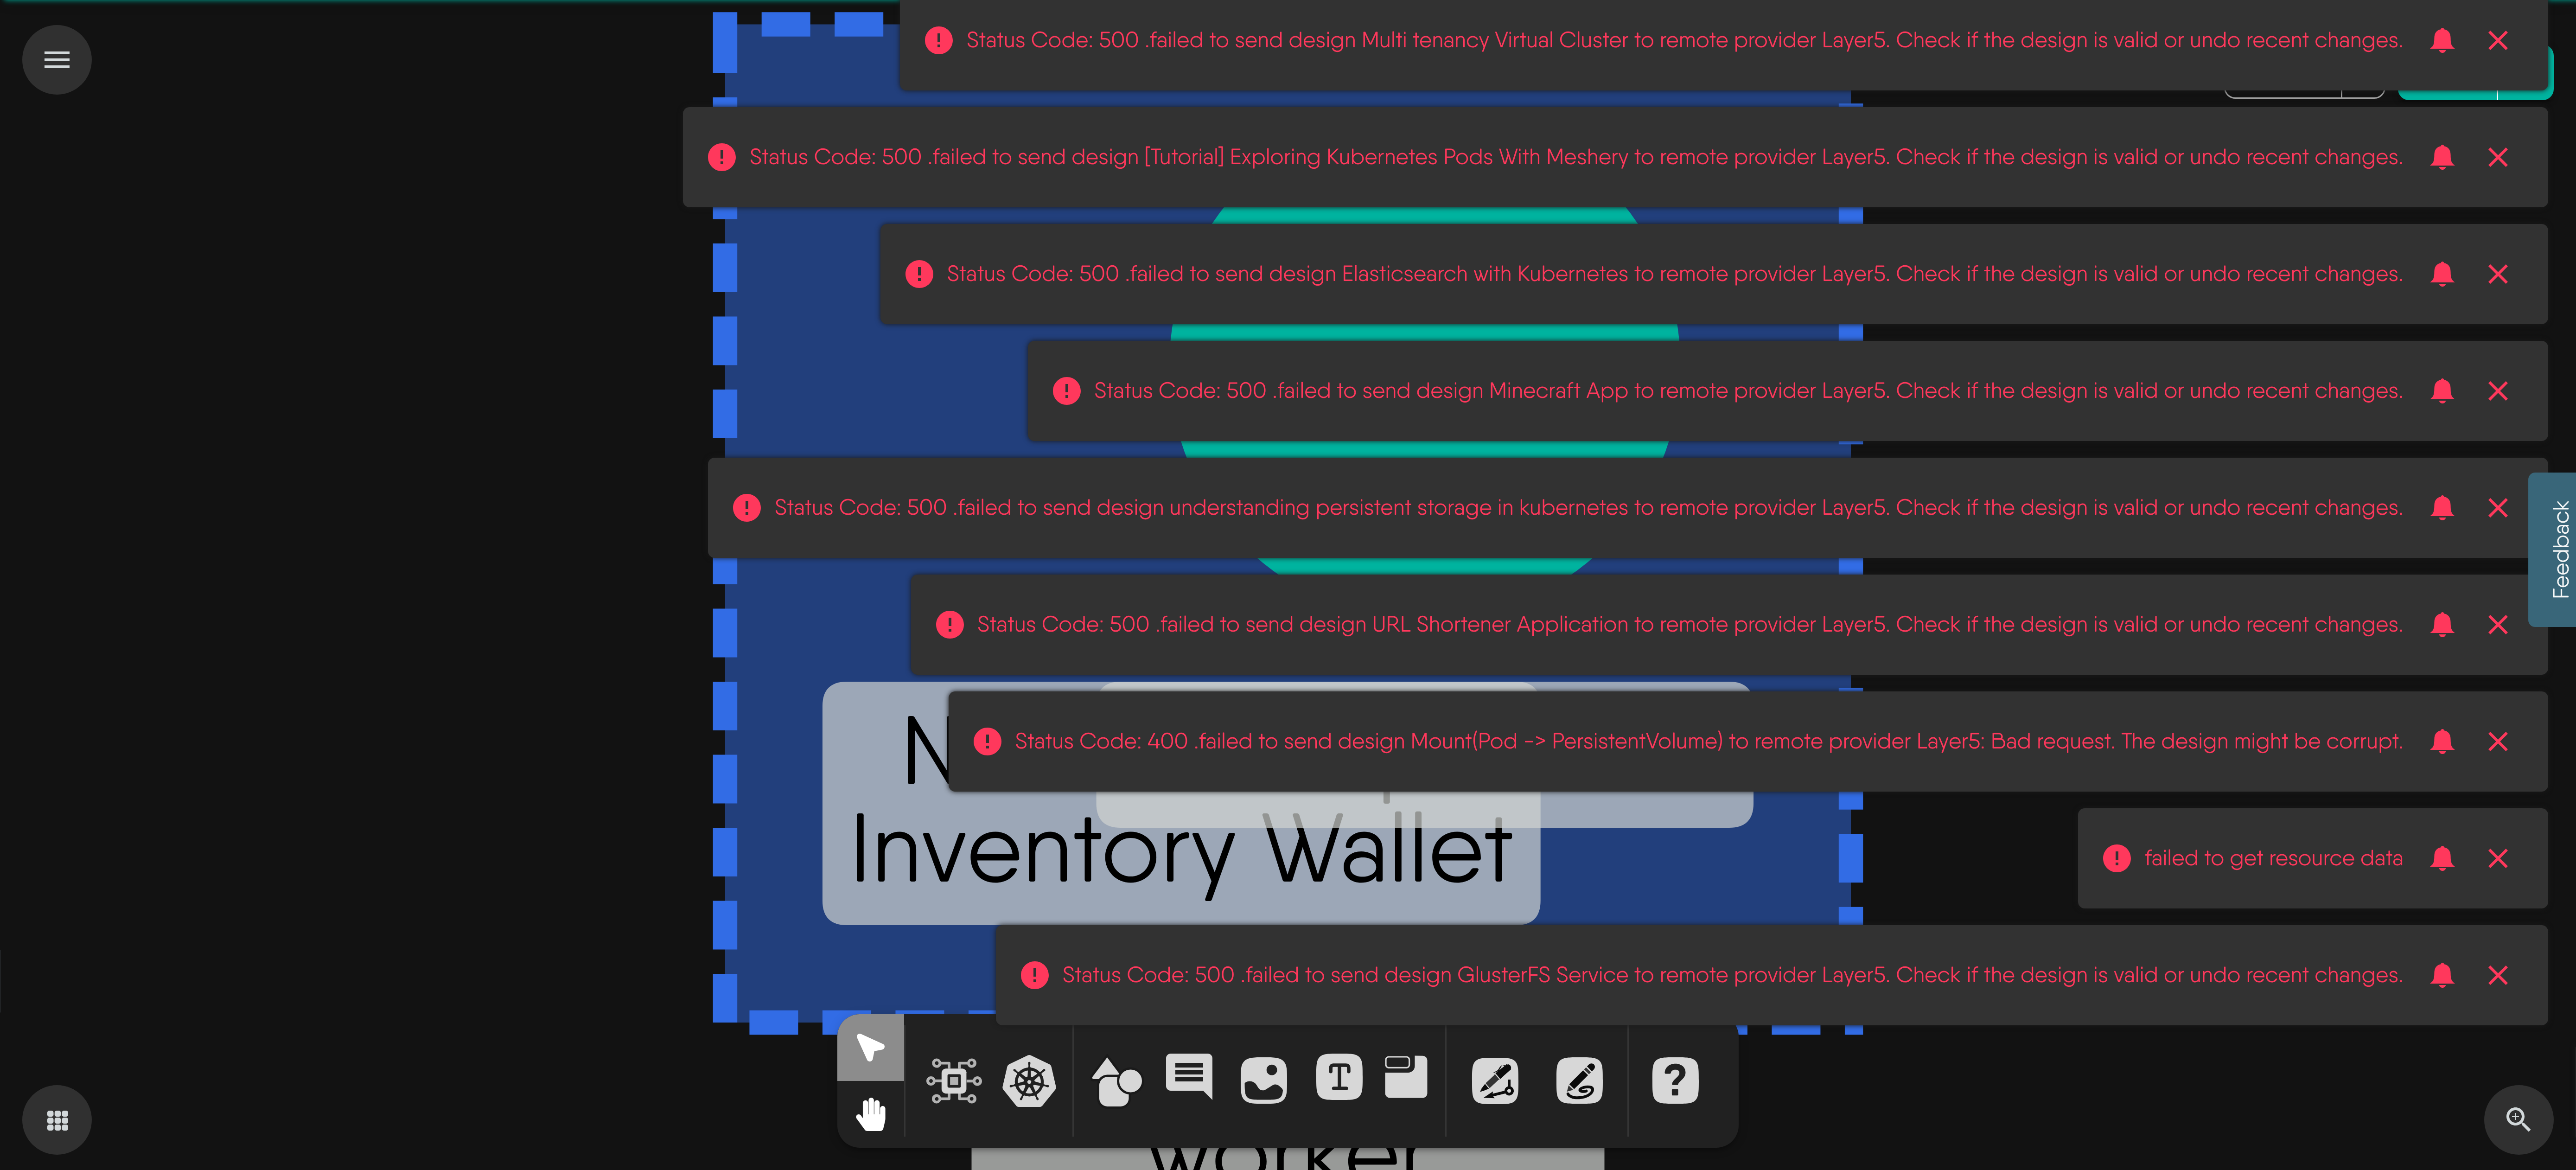 Status Code: 500 .failed to send design Multi tenancy Virtual Cluster to remote provider Layer5. Check if the design is valid or undo recent changes.
Status Code: 500 .failed to send design [Tutorial] Exploring Kubernetes Pods With Meshery to remote provider Layer5. Check if the design is valid or undo recent changes.
Status Code: 500 .failed to send design Elasticsearch with Kubernetes to remote provider Layer5. Check if the design is valid or undo recent changes.
Status Code: 500 .failed to send design Minecraft App to remote provider Layer5. Check if the design is valid or undo recent changes.
Status Code: 500 .failed to send design understanding persistent storage in kubernetes to remote provider Layer5. Check if the design is valid or undo recent changes.
Feedback
Status Code: 500 .failed to send design URL Shortener Application to remote provider Layer5. Check if the design is valid or undo recent changes.
Status Code: 400 .failed to send design Mount(Pod -> PersistentVolume) to remote provider Layer5: Bad request. The design might be corrupt.
Inventory Wallet
failed to get resource data
Status Code: 500 .failed to send design GlusterFS Service to remote provider Layer5. Check if the design is valid or undo recent changes.
worker